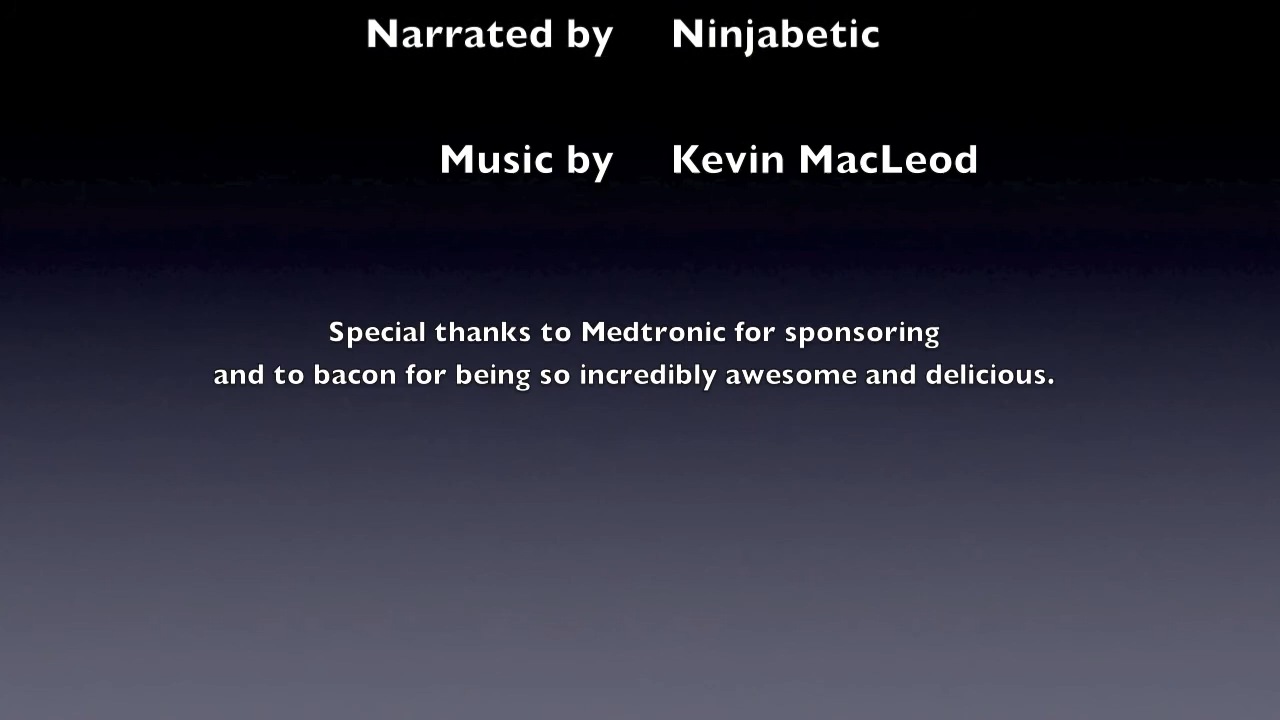 Narrated by Ninjabetic
Music by Kevin MacLeod
Special thanks to Medtronic for sponsoring
and to bacon for being so incredibly awesome and delicious.